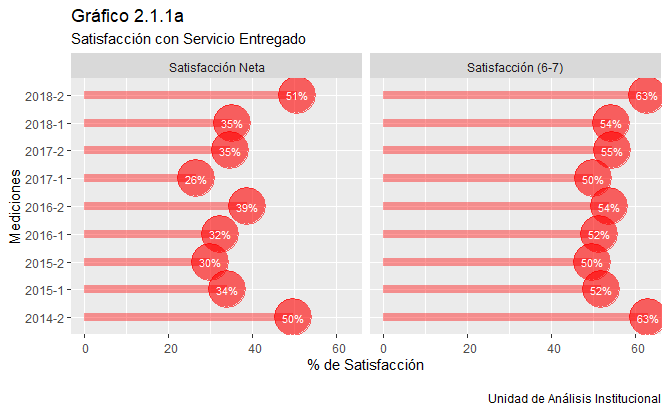 Gráfico 2.1.1a
Satisfacción con Servicio Entregado
Satisfacción Neta Satisfacción (6-7)
2018-2 51% 63%
2018-1 35% 54%
2017-2 35% 55%
2017-1 26% 50%
2016-2 39% 54%
2016-1 32% 52%
2015-2 30% 50%
2015-1 34% 52%
2014-2 50% 63%
Mediciones
0 20 40 60 0 20 40 60
% de Satisfacción
Unidad de Análisis Institucional